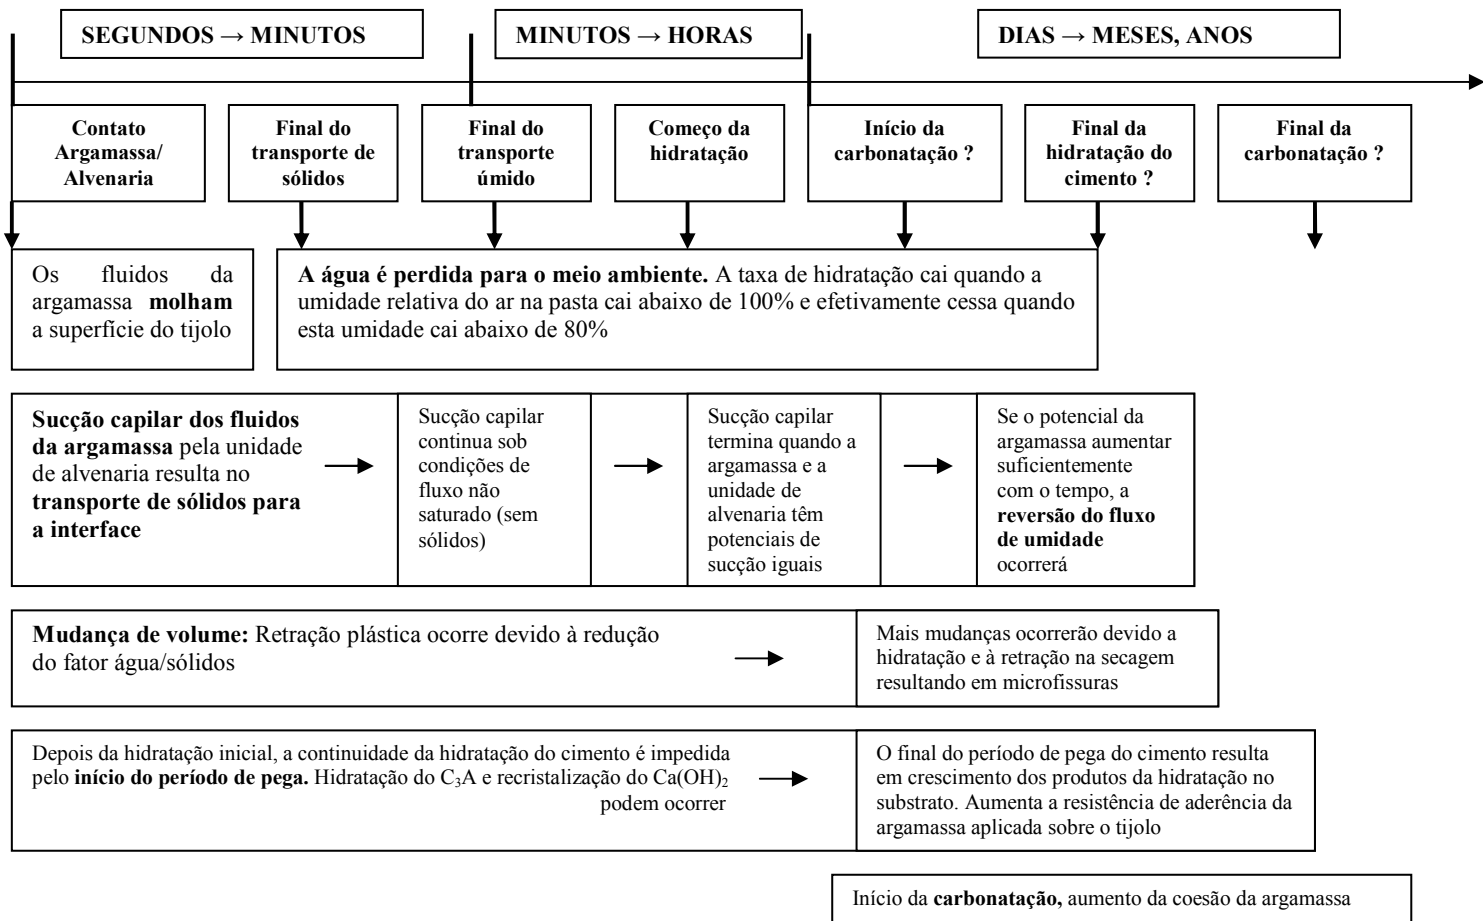 SEGUNDOS → MINUTOS
MINUTOS → HORAS
DIAS → MESES, ANOS
Contato
Argamassa/
Alvenaria
Final do
transporte de
sólidos
Final do
transporte
úmido
Começo da
hidratação
Início da
carbonatação ?
Final da
hidratação do
cimento ?
Final da
carbonatação ?
Os fluidos da
argamassa molham
a superfície do tijolo
A água é perdida para o meio ambiente. A taxa de hidratação cai quando a
umidade relativa do ar na pasta cai abaixo de 100% e efetivamente cessa quando
esta umidade cai abaixo de 80%
Sucção capilar dos fluidos
da argamassa pela unidade
de alvenaria resulta no
transporte de sólidos para
a interface
Sucção capilar
continua sob
condições de
fluxo não
saturado (sem
sólidos)
Sucção capilar
termina quando a
argamassa e a
unidade de
alvenaria têm
potenciais de
sucção iguais
Se o potencial da
argamassa aumentar
suficientemente
com o tempo, a
reversão do fluxo
de umidade
ocorrerá
Mudança de volume: Retração plástica ocorre devido à redução
do fator água/sólidos
Mais mudanças ocorrerão devido a
hidratação e à retração na secagem
resultando em microfissuras
Depois da hidratação inicial, a continuidade da hidratação do cimento é impedida
pelo início do período de pega. Hidratação do C₃A e recristalização do Ca(OH)₂
podem ocorrer
O final do período de pega do cimento resulta
em crescimento dos produtos da hidratação no
substrato. Aumenta a resistência de aderência da
argamassa aplicada sobre o tijolo
Início da carbonatação, aumento da coesão da argamassa